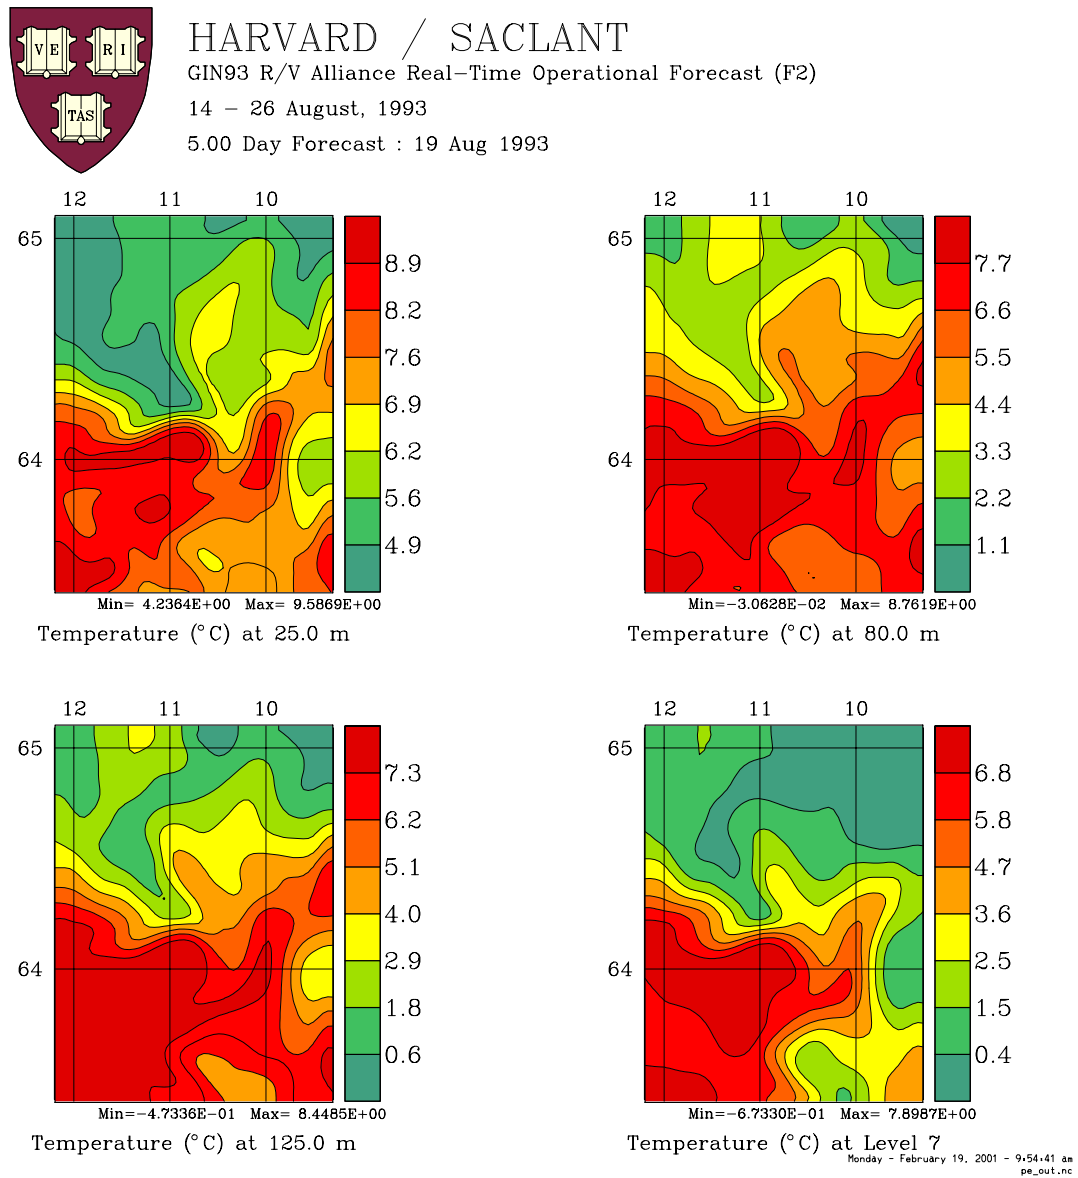 VE RI
TAS
HARVARD / SACLANT
GIN93 R/V Alliance Real-Time Operational Forecast (F2)
14 - 26 August, 1993
5.00 Day Forecast : 19 Aug 1993
12 11 10
65
64
8.9
8.2
7.6
6.9
6.2
5.6
4.9
Min= 4.2364E+00 Max= 9.5869E+00
Temperature (°C) at 25.0 m
12 11 10
65
64
7.7
6.6
5.5
4.4
3.3
2.2
1.1
Min=-3.0628E-02 Max= 8.7619E+00
Temperature (°C) at 80.0 m
12 11 10
65
64
7.3
6.2
5.1
4.0
2.9
1.8
0.6
Min=-4.7336E-01 Max= 8.4485E+00
Temperature (°C) at 125.0 m
12 11 10
65
64
6.8
5.8
4.7
3.6
2.5
1.5
0.4
Min=-6.7330E-01 Max= 7.8987E+00
Temperature (°C) at Level 7
Monday - February 19, 2001 - 9:54:41 am
pe_out.nc